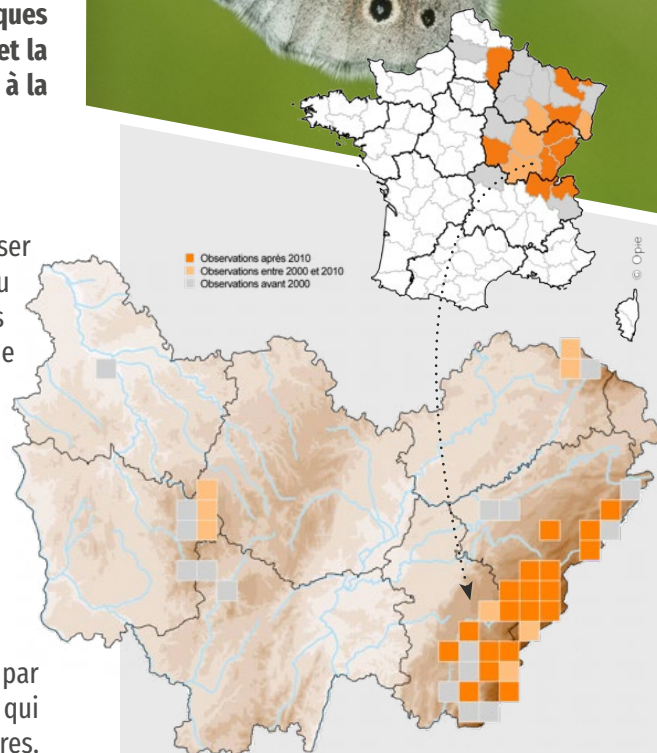 ques
et la
à la
ser
u
s
e
Observations après 2010
Observations entre 2000 et 2010
Observations avant 2000
© Opie
par
qui
res.